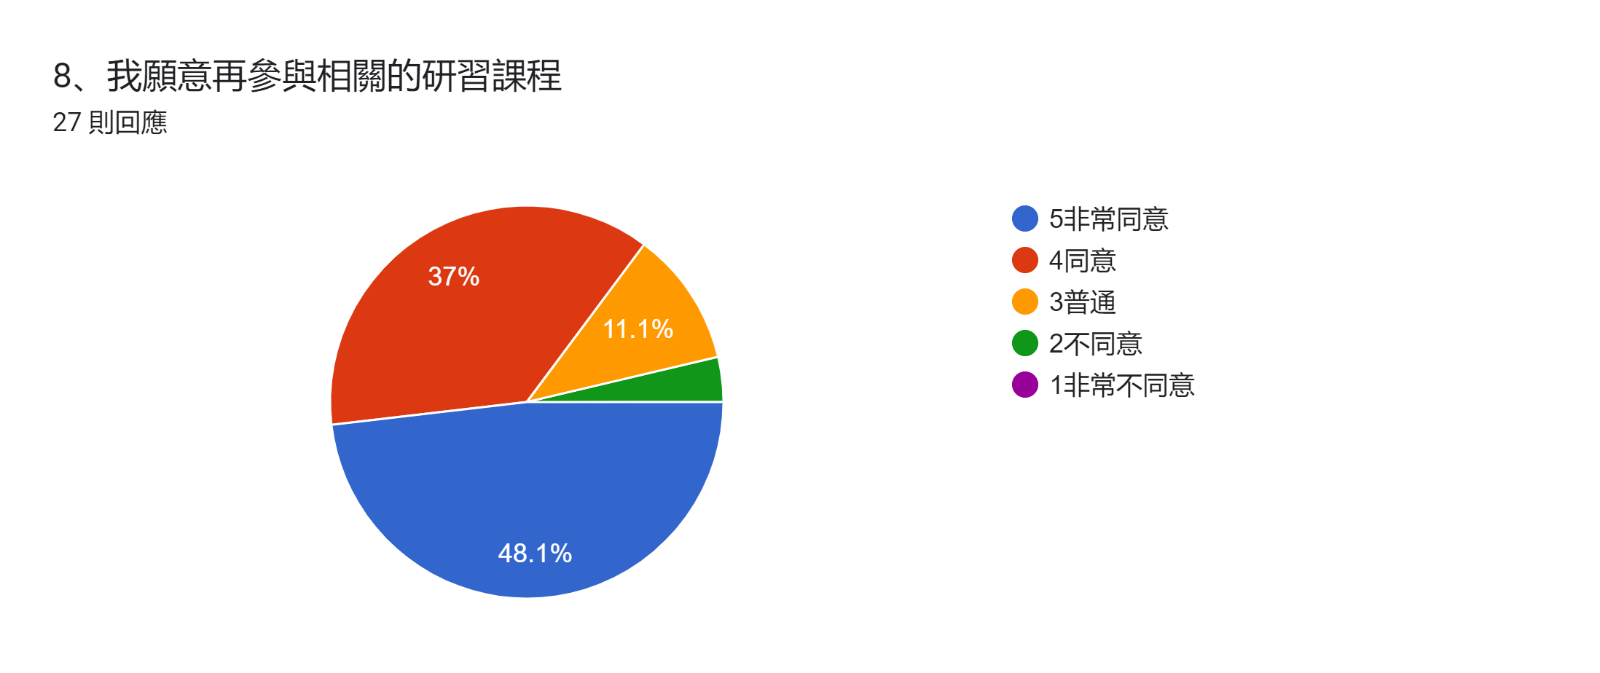 8、我願意再參與相關的研習課程
27 則回應
37%
11.1%
48.1%
5非常同意
4同意
3普通
2不同意
1非常不同意